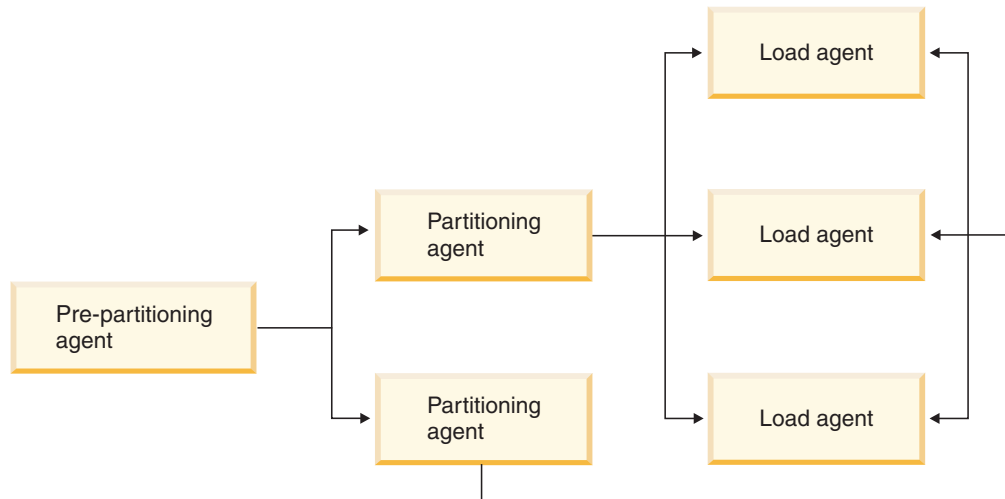 Load agent
Partitioning
agent
Load agent
Pre-partitioning
agent
Partitioning
agent
Load agent